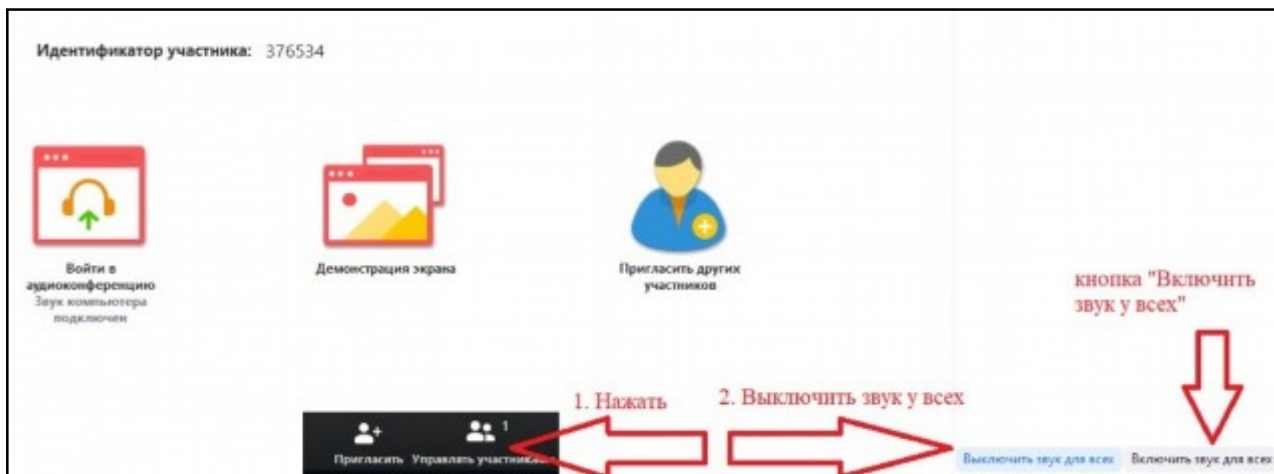 Идентификатор участника: 376534
Войти в
аудиоконференцию
Звук компьютера
подключен
Демонстрация экрана
Пригласить других
участников
кнопка "Включить
звук у всех"
1. Нажать
2. Выключить звук у всех
1
Пригласить Управлять участникам
Выключить звук для всех Включить звук для всех